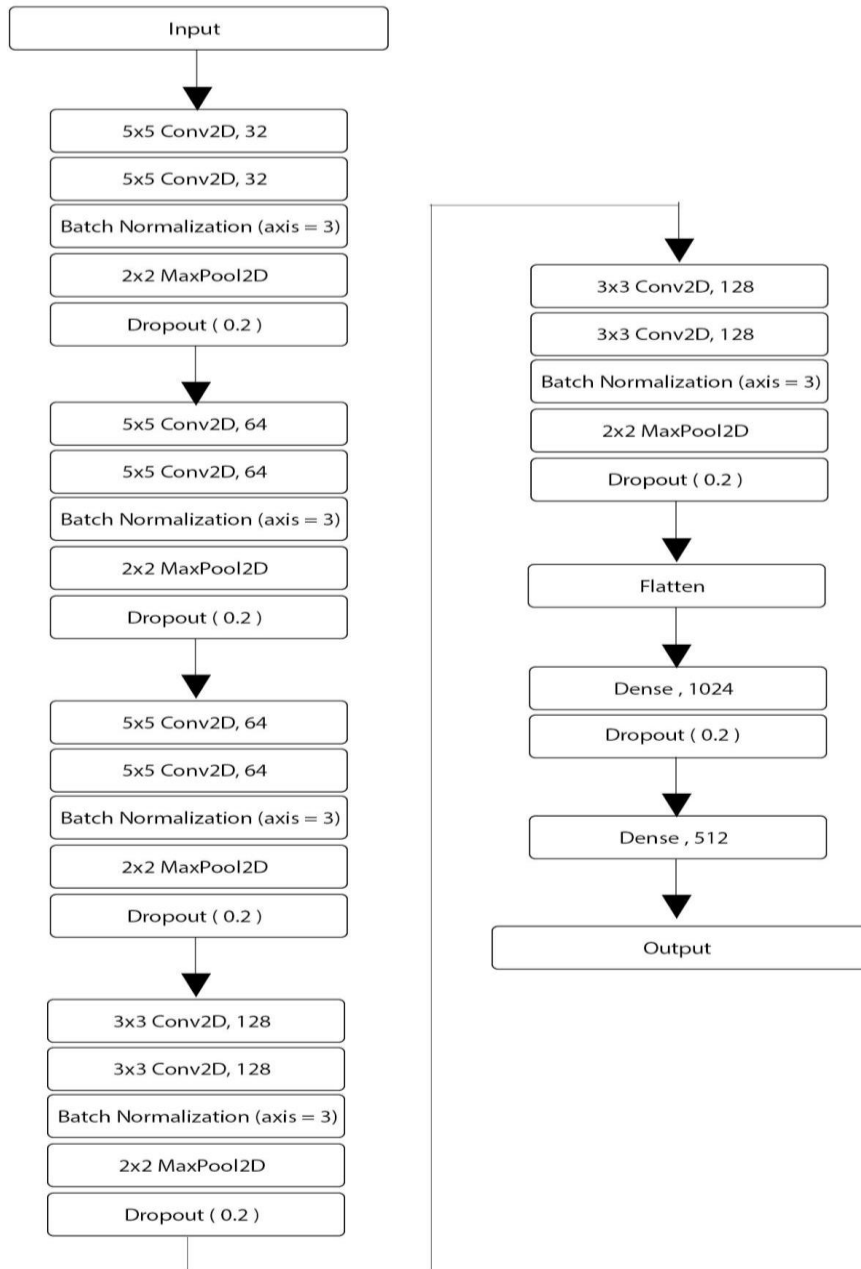 Input
5x5 Conv2D, 32
5x5 Conv2D, 32
Batch Normalization (axis = 3)
2x2 MaxPool2D
Dropout ( 0.2 )
5x5 Conv2D, 64
5x5 Conv2D, 64
Batch Normalization (axis = 3)
2x2 MaxPool2D
Dropout ( 0.2 )
5x5 Conv2D, 64
5x5 Conv2D, 64
Batch Normalization (axis = 3)
2x2 MaxPool2D
Dropout ( 0.2 )
3x3 Conv2D, 128
3x3 Conv2D, 128
Batch Normalization (axis = 3)
2x2 MaxPool2D
Dropout ( 0.2 )
3x3 Conv2D, 128
3x3 Conv2D, 128
Batch Normalization (axis = 3)
2x2 MaxPool2D
Dropout ( 0.2 )
Flatten
Dense , 1024
Dropout ( 0.2 )
Dense , 512
Output